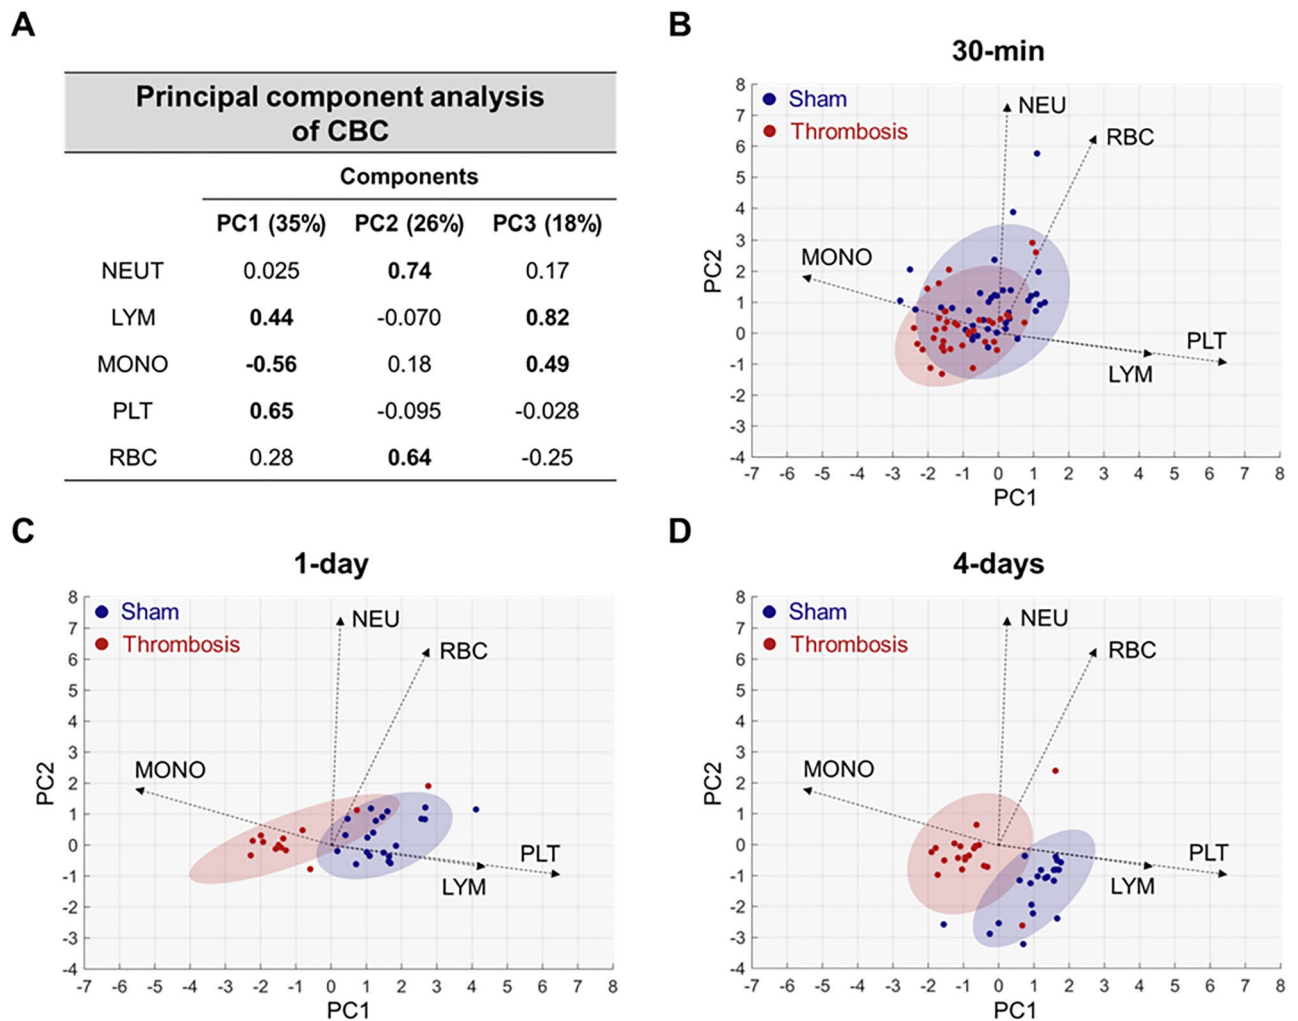 A
Principal component analysis
of CBC
Components
PC1 (35%) PC2 (26%) PC3 (18%)
NEUT 0.025 0.74 0.17
LYM 0.44 -0.070 0.82
MONO -0.56 0.18 0.49
PLT 0.65 -0.095 -0.028
RBC 0.28 0.64 -0.25
B
30-min
Sham
Thrombosis
NEU
RBC
MONO
PLT
LYM
PC2
8
7
6
5
4
3
2
1
0
-1
-2
-3
-4
-7 -6 -5 -4 -3 -2 -1 0 1 2 3 4 5 6 7 8
PC1
C
1-day
Sham
Thrombosis
NEU
RBC
MONO
PLT
LYM
PC2
8
7
6
5
4
3
2
1
0
-1
-2
-3
-4
-7 -6 -5 -4 -3 -2 -1 0 1 2 3 4 5 6 7 8
PC1
D
4-days
Sham
Thrombosis
NEU
RBC
MONO
PLT
LYM
PC2
8
7
6
5
4
3
2
1
0
-1
-2
-3
-4
-7 -6 -5 -4 -3 -2 -1 0 1 2 3 4 5 6 7 8
PC1